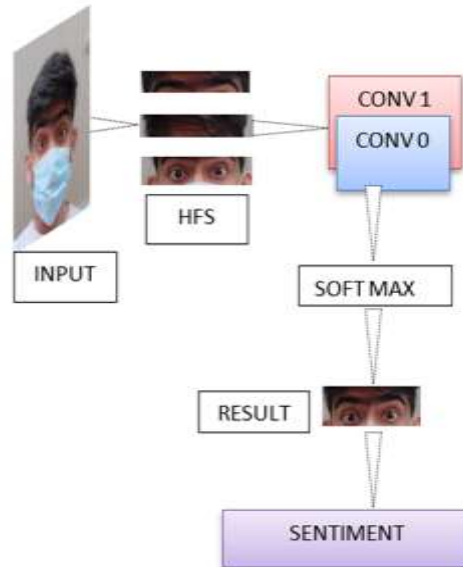 CONV 1
CONV 0
HFS
INPUT
SOFT MAX
RESULT
SENTIMENT